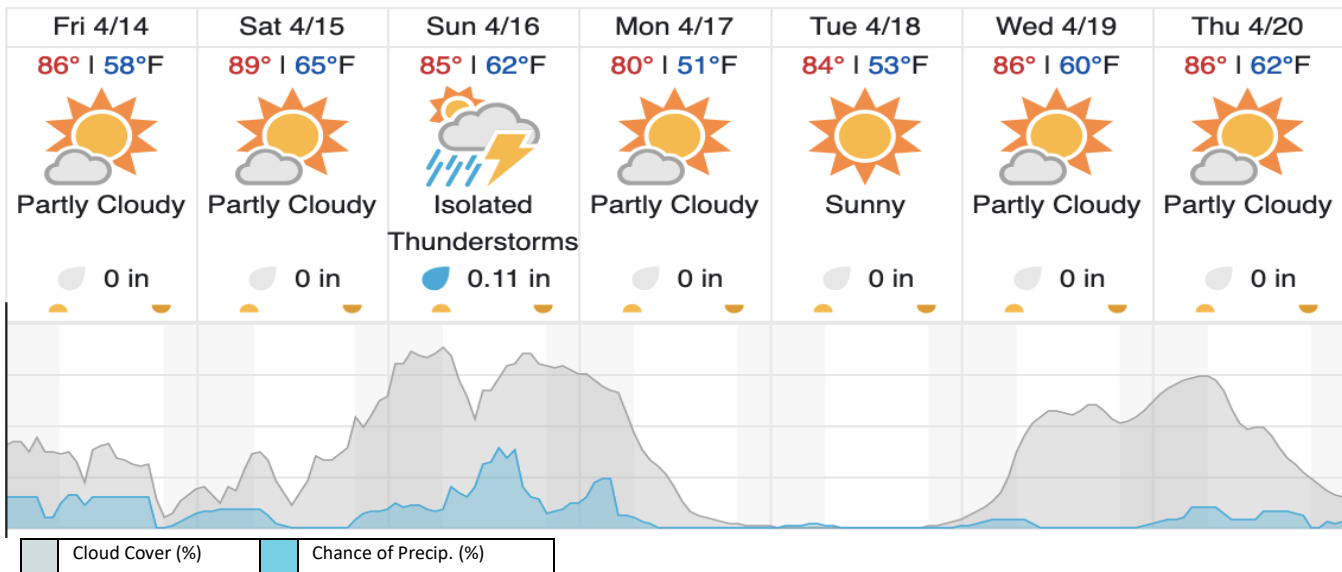 Fri 4/14 Sat 4/15 Sun 4/16 Mon 4/17 Tue 4/18 Wed 4/19 Thu 4/20
86° | 58°F 89° | 65°F 85° | 62°F 80° | 51°F 84° | 53°F 86° | 60°F 86° | 62°F
Partly Cloudy Partly Cloudy Isolated Partly Cloudy Sunny Partly Cloudy Partly Cloudy
Thunderstorms
0 in 0 in 0.11 in 0 in 0 in 0 in 0 in
Cloud Cover (%) Chance of Precip. (%)